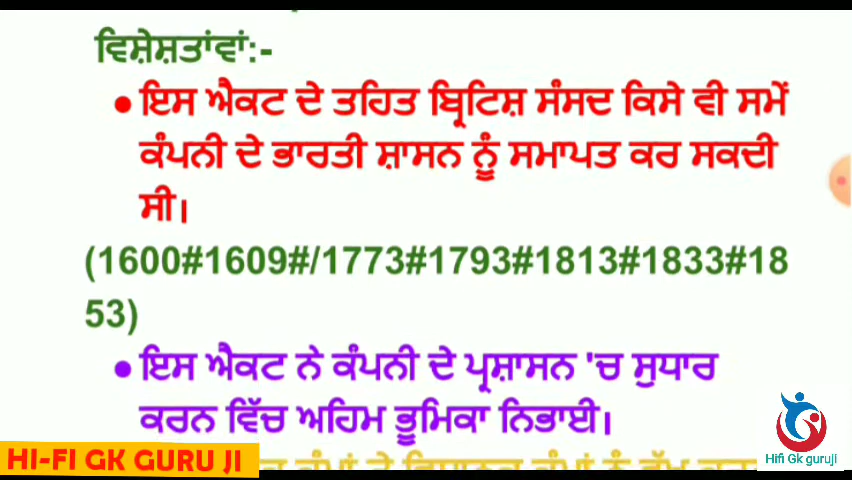 ਵਿਸ਼ੇਸ਼ਤਾਂਵਾਂ:-
● ਇਸ ਐਕਟ ਦੇ ਤਹਿਤ ਬ੍ਰਿਟਿਸ਼ ਸੰਸਦ ਕਿਸੇ ਵੀ ਸਮੇਂ
ਕੰਪਨੀ ਦੇ ਭਾਰਤੀ ਸ਼ਾਸਨ ਨੂੰ ਸਮਾਪਤ ਕਰ ਸਕਦੀ
ਸੀ।
(1600#1609#/1773#1793#1813#1833#18
53)
● ਇਸ ਐਕਟ ਨੇ ਕੰਪਨੀ ਦੇ ਪ੍ਰਸ਼ਾਸਨ 'ਚ ਸੁਧਾਰ
ਕਰਨ ਵਿੱਚ ਅਹਿਮ ਭੂਮਿਕਾ ਨਿਭਾਈ।
HI-FI GK GURU JI
Hifi Gk guruji